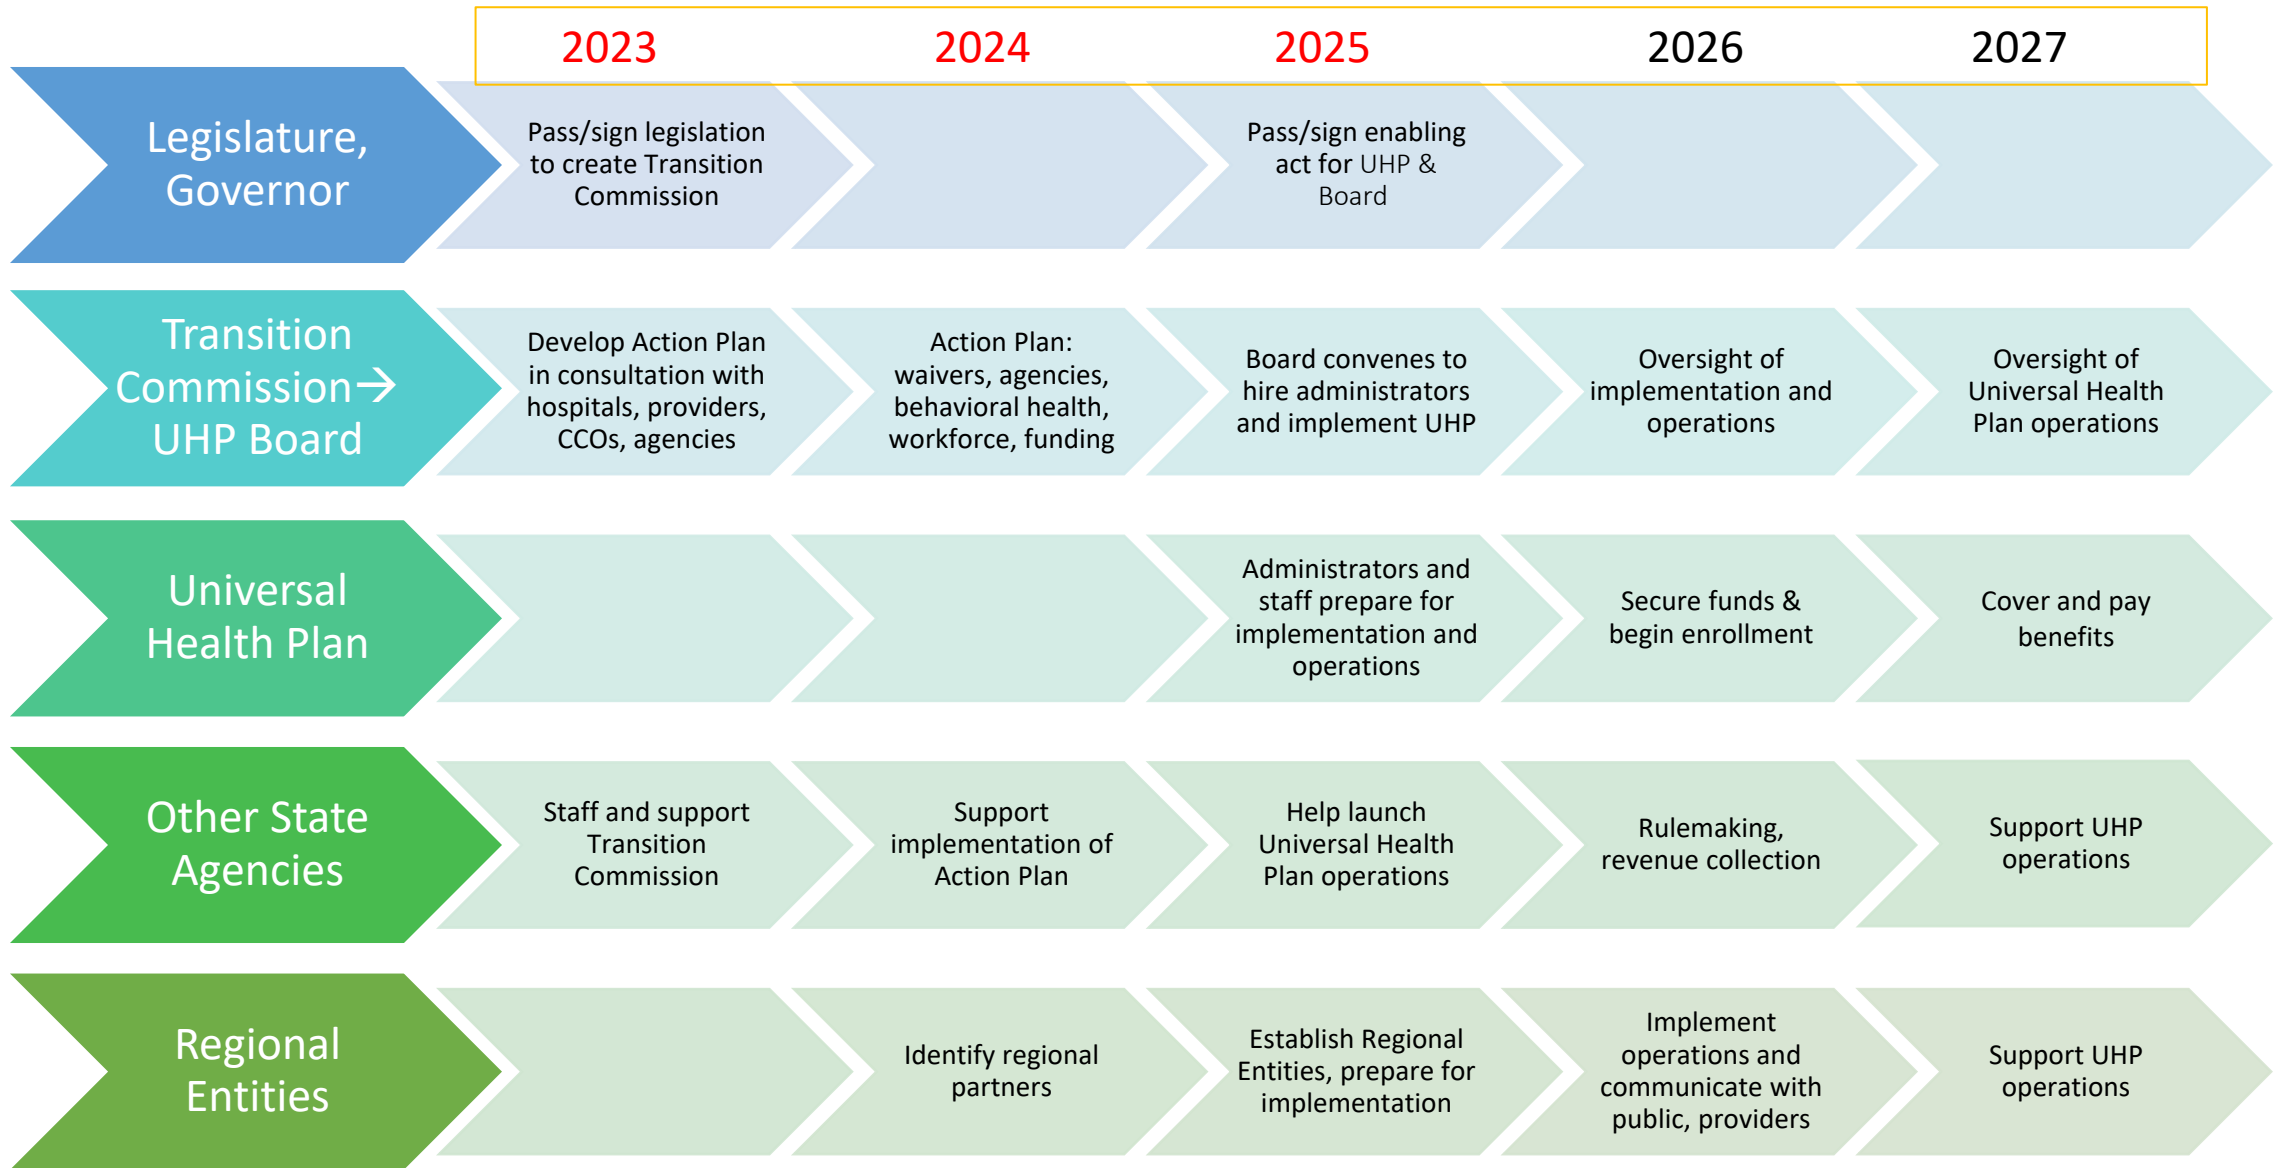 2023
2024
2025
2026
2027
Legislature,
Governor
Pass/sign legislation
to create Transition
Commission
Pass/sign enabling
act for UHP &
Board
Transition
Commission→
UHP Board
Develop Action Plan
in consultation with
hospitals, providers,
CCOs, agencies
Action Plan:
waivers, agencies,
behavioral health,
workforce, funding
Board convenes to
hire administrators
and implement UHP
Oversight of
implementation and
operations
Oversight of
Universal Health
Plan operations
Universal
Health Plan
Administrators and
staff prepare for
implementation and
operations
Secure funds &
begin enrollment
Cover and pay
benefits
Other State
Agencies
Staff and support
Transition
Commission
Support
implementation of
Action Plan
Help launch
Universal Health
Plan operations
Rulemaking,
revenue collection
Support UHP
operations
Regional
Entities
Identify regional
partners
Establish Regional
Entities, prepare for
implementation
Implement
operations and
communicate with
public, providers
Support UHP
operations